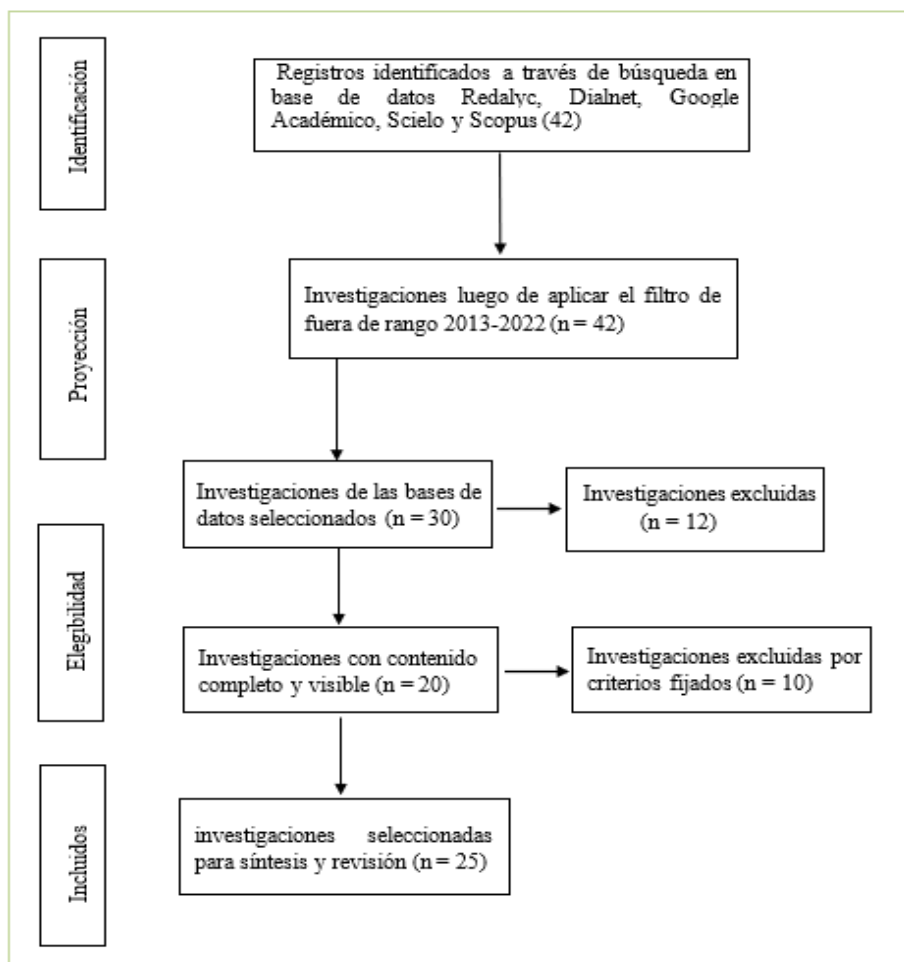 Identificación
Registros identificados a través de búsqueda en
base de datos Redalyc, Dialnet, Google
Académico, Scielo y Scopus (42)
Proyección
Investigaciones luego de aplicar el filtro de
fuera de rango 2013-2022 (n = 42)
Investigaciones de las bases de
datos seleccionados (n = 30)
Investigaciones excluidas
(n = 12)
Elegibilidad
Investigaciones con contenido
completo y visible (n = 20)
Investigaciones excluidas por
criterios fijados (n = 10)
Incluidos
investigaciones seleccionadas
para síntesis y revisión (n = 25)